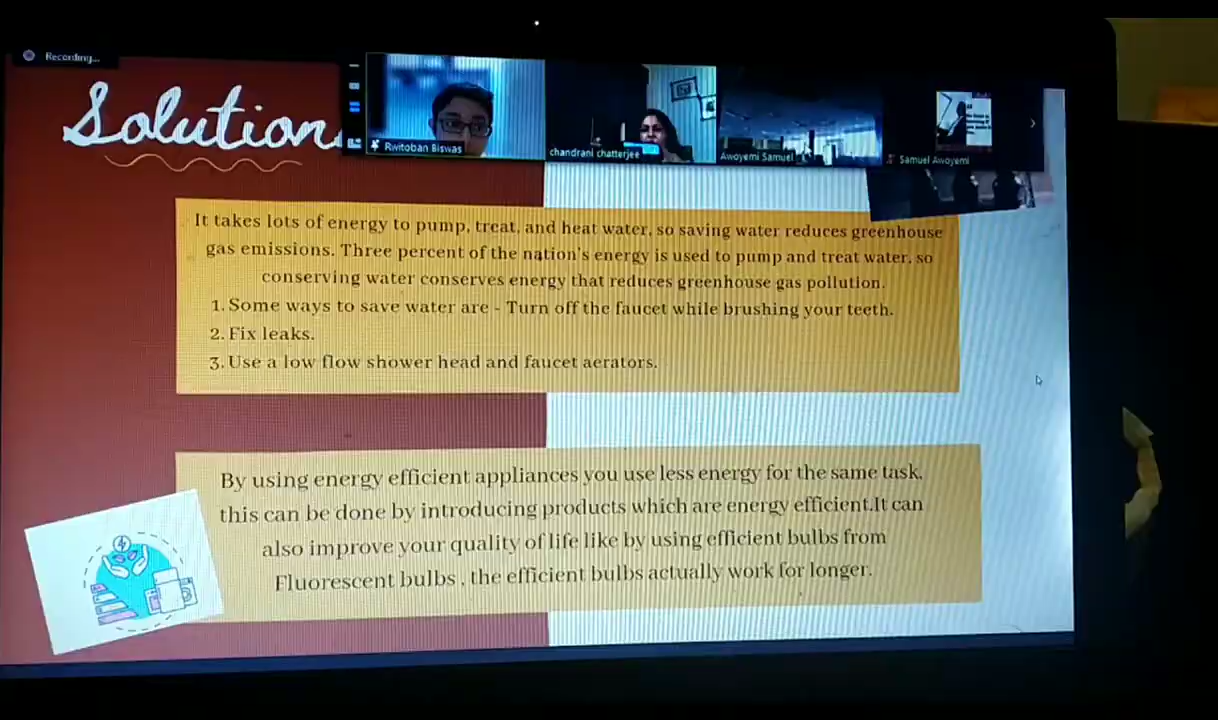 Recording...
Solution
Rwitoban Biswas
chandrani chatterjee
Awoyemi Samuel
Samuel Awoyemi
It takes lots of energy to pump, treat, and heat water, so saving water reduces greenhouse
gas emissions. Three percent of the nation's energy is used to pump and treat water, so
conserving water conserves energy that reduces greenhouse gas pollution.
1. Some ways to save water are - Turn off the faucet while brushing your teeth.
2. Fix leaks.
3. Use a low flow shower head and faucet aerators.
By using energy efficient appliances you use less energy for the same task,
this can be done by introducing products which are energy efficient.It can
also improve your quality of life like by using efficient bulbs from
Fluorescent bulbs , the efficient bulbs actually work for longer.